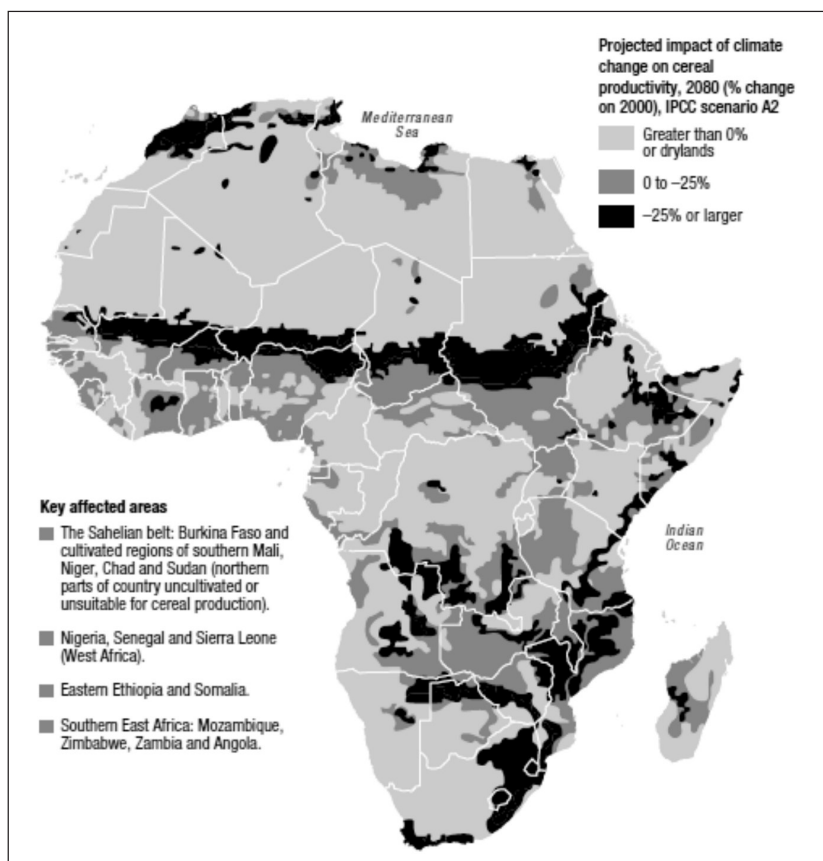 Projected impact of climate
change on cereal
productivity, 2080 (% change
on 2000), IPCC scenario A2
Greater than 0%
or drylands
0 to –25%
–25% or larger
Mediterranean
Sea
Key affected areas
The Sahelian belt: Burkina Faso and
cultivated regions of southern Mali,
Niger, Chad and Sudan (northern
parts of country uncultivated or
unsuitable for cereal production).
Nigeria, Senegal and Sierra Leone
(West Africa).
Eastern Ethiopia and Somalia.
Southern East Africa: Mozambique,
Zimbabwe, Zambia and Angola.
Indian
Ocean